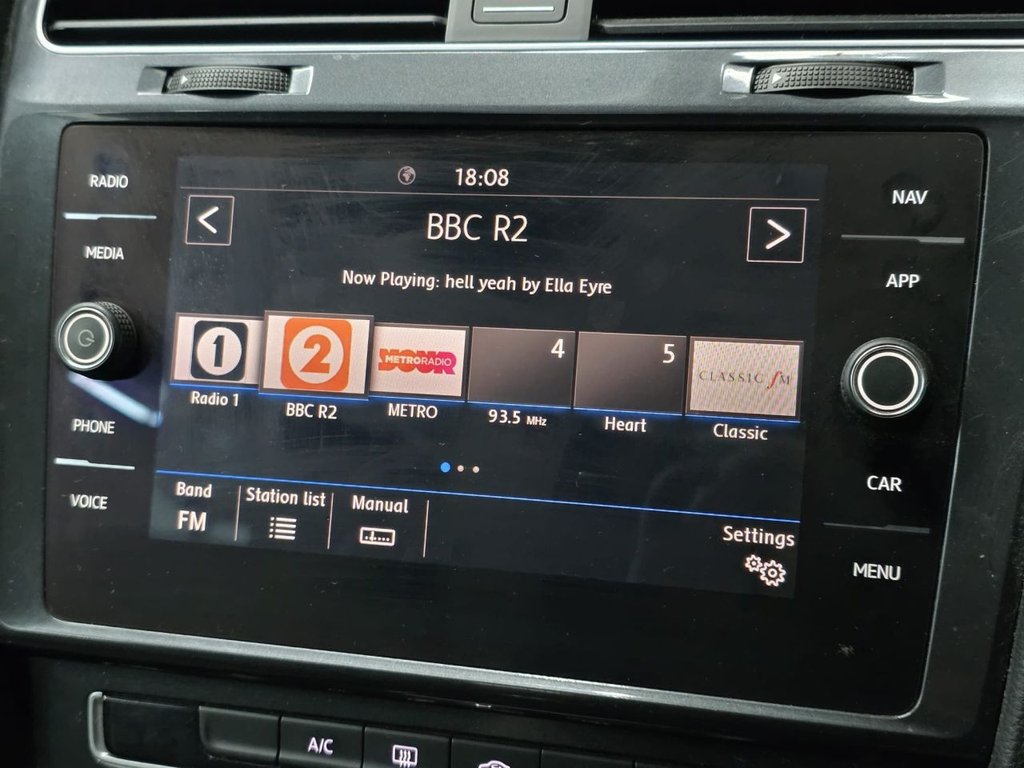 RADIO
MEDIA
PHONE
VOICE
18:08
BBC R2
Now Playing: hell yeah by Ella Eyre
1
2
METRORADIO
4
5
CLASSIC fM
Radio 1
BBC R2
METRO
93.5 MHz
Heart
Classic
Band
FM
Station list
Manual
Settings
NAV
APP
CAR
MENU
A/C